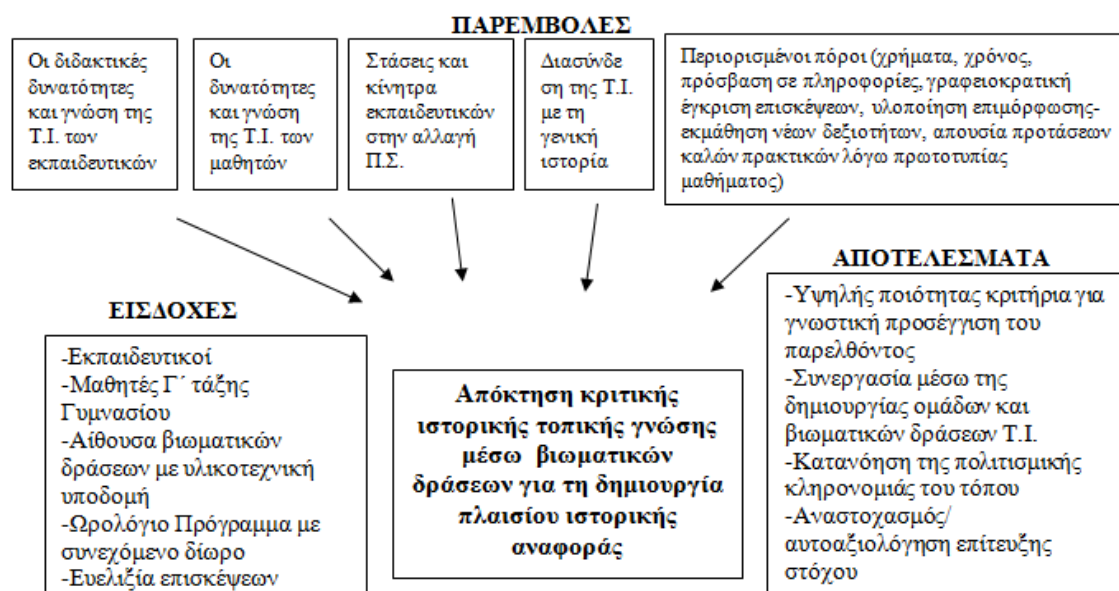 ΠΑΡΕΜΒΟΛΕΣ
Οι διδακτικές
δυνατότητες
και γνώση της
Τ.Ι. των
εκπαιδευτικών
Οι
δυνατότητες
και γνώση
της Τ.Ι. των
μαθητών
Στάσεις και
κίνητρα
εκπαιδευτικών
στην αλλαγή
Π.Σ.
Διασύνδε
ση της Τ.Ι.
με τη
γενική
ιστορία
Περιορισμένοι πόροι (χρήματα, χρόνος,
πρόσβαση σε πληροφορίες, γραφειοκρατική
έγκριση επισκέψεων, υλοποίηση επιμόρφωσης-
εκμάθηση νέων δεξιοτήτων, απουσία προτάσεων
καλών πρακτικών λόγω πρωτοτυπίας
μαθήματος)
ΕΙΣΔΟΧΕΣ
-Εκπαιδευτικοί
-Μαθητές Γ΄ τάξης
Γυμνασίου
-Αίθουσα βιωματικών
δράσεων με υλικοτεχνική
υποδομή
-Ωρολόγιο Πρόγραμμα με
συνεχόμενο δίωρο
-Ευελιξία επισκέψεων
Απόκτηση κριτικής
ιστορικής τοπικής γνώσης
μέσω βιωματικών
δράσεων για τη δημιουργία
πλαισίου ιστορικής
αναφοράς
ΑΠΟΤΕΛΕΣΜΑΤΑ
-Υψηλής ποιότητας κριτήρια για
γνωστική προσέγγιση του
παρελθόντος
-Συνεργασία μέσω της
δημιουργίας ομάδων και
βιωματικών δράσεων Τ.Ι.
-Κατανόηση της πολιτισμικής
κληρονομιάς του τόπου
-Αναστοχασμός/
αυτοαξιολόγηση επίτευξης
στόχου